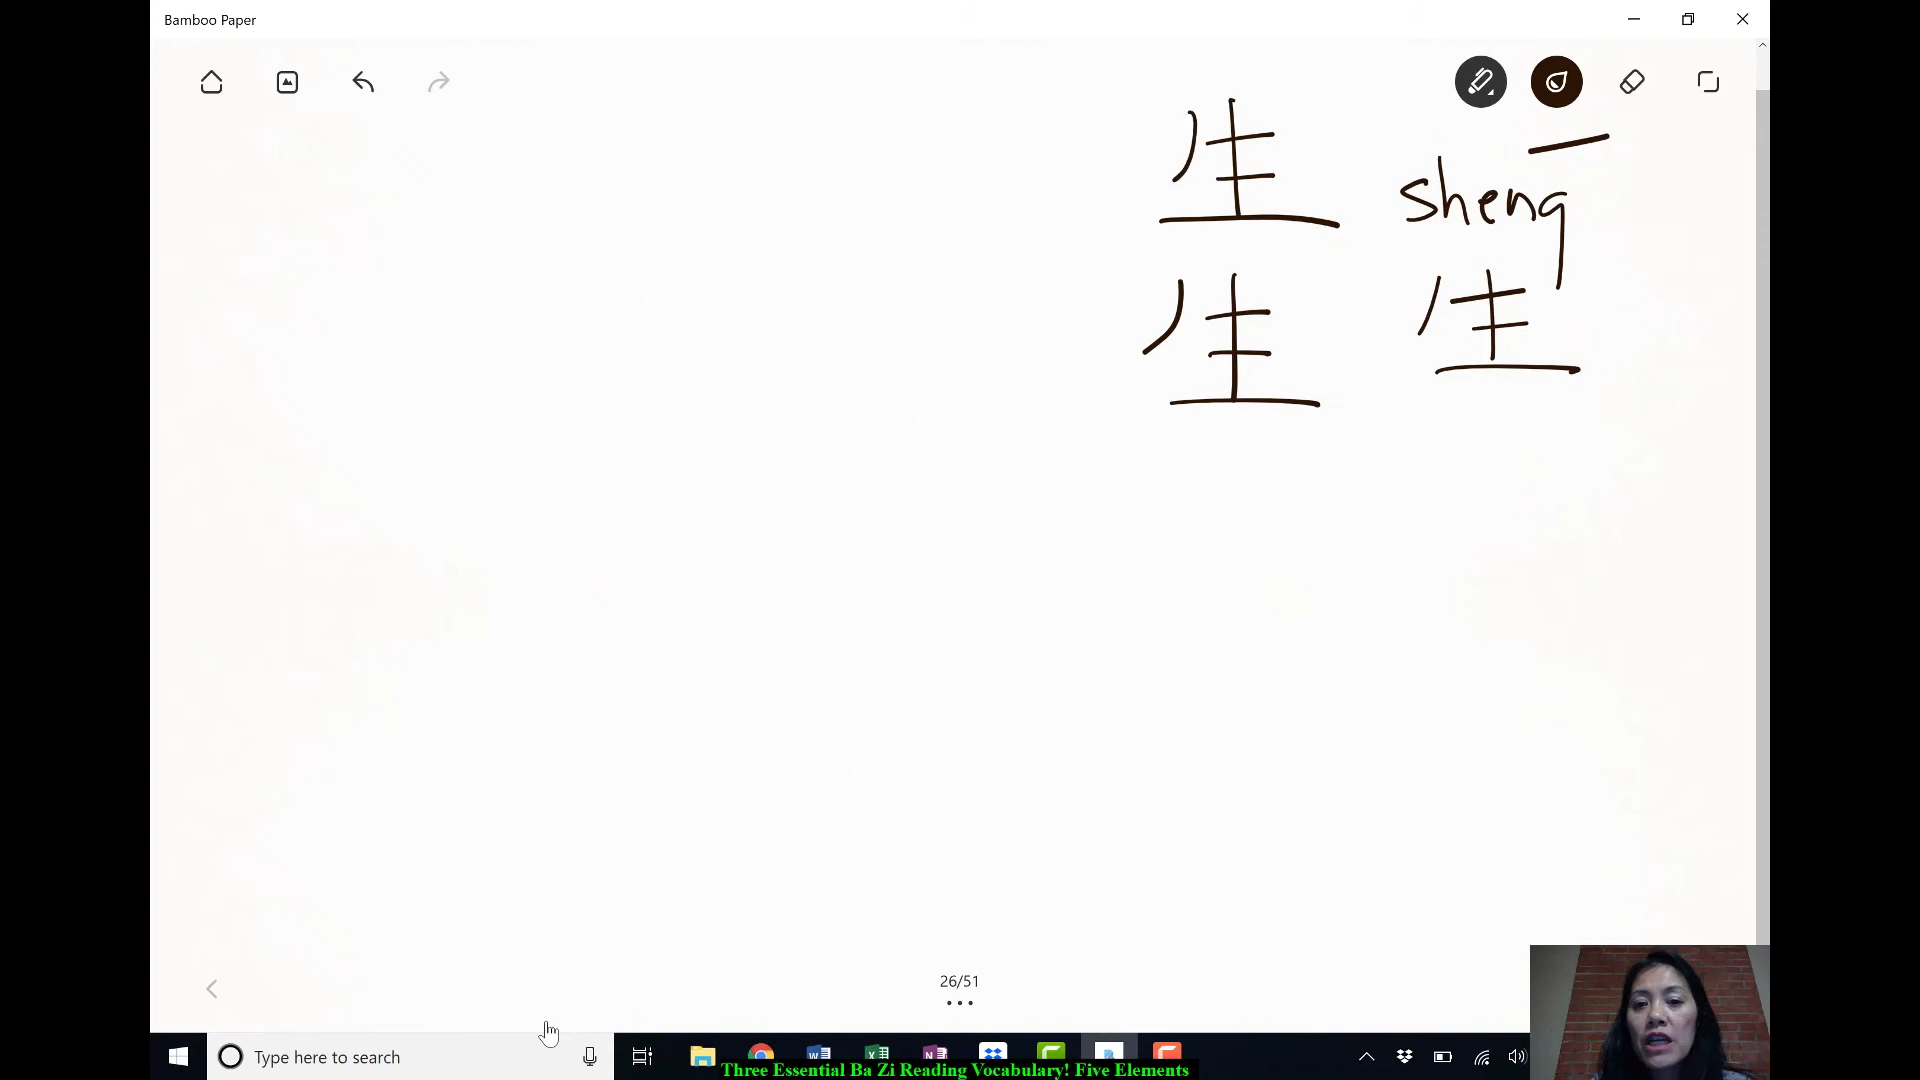 Bamboo Paper
生 sheng
生 生
26/51
Type here to search
Three Essential Ba Zi Reading Vocabulary! Five Elements